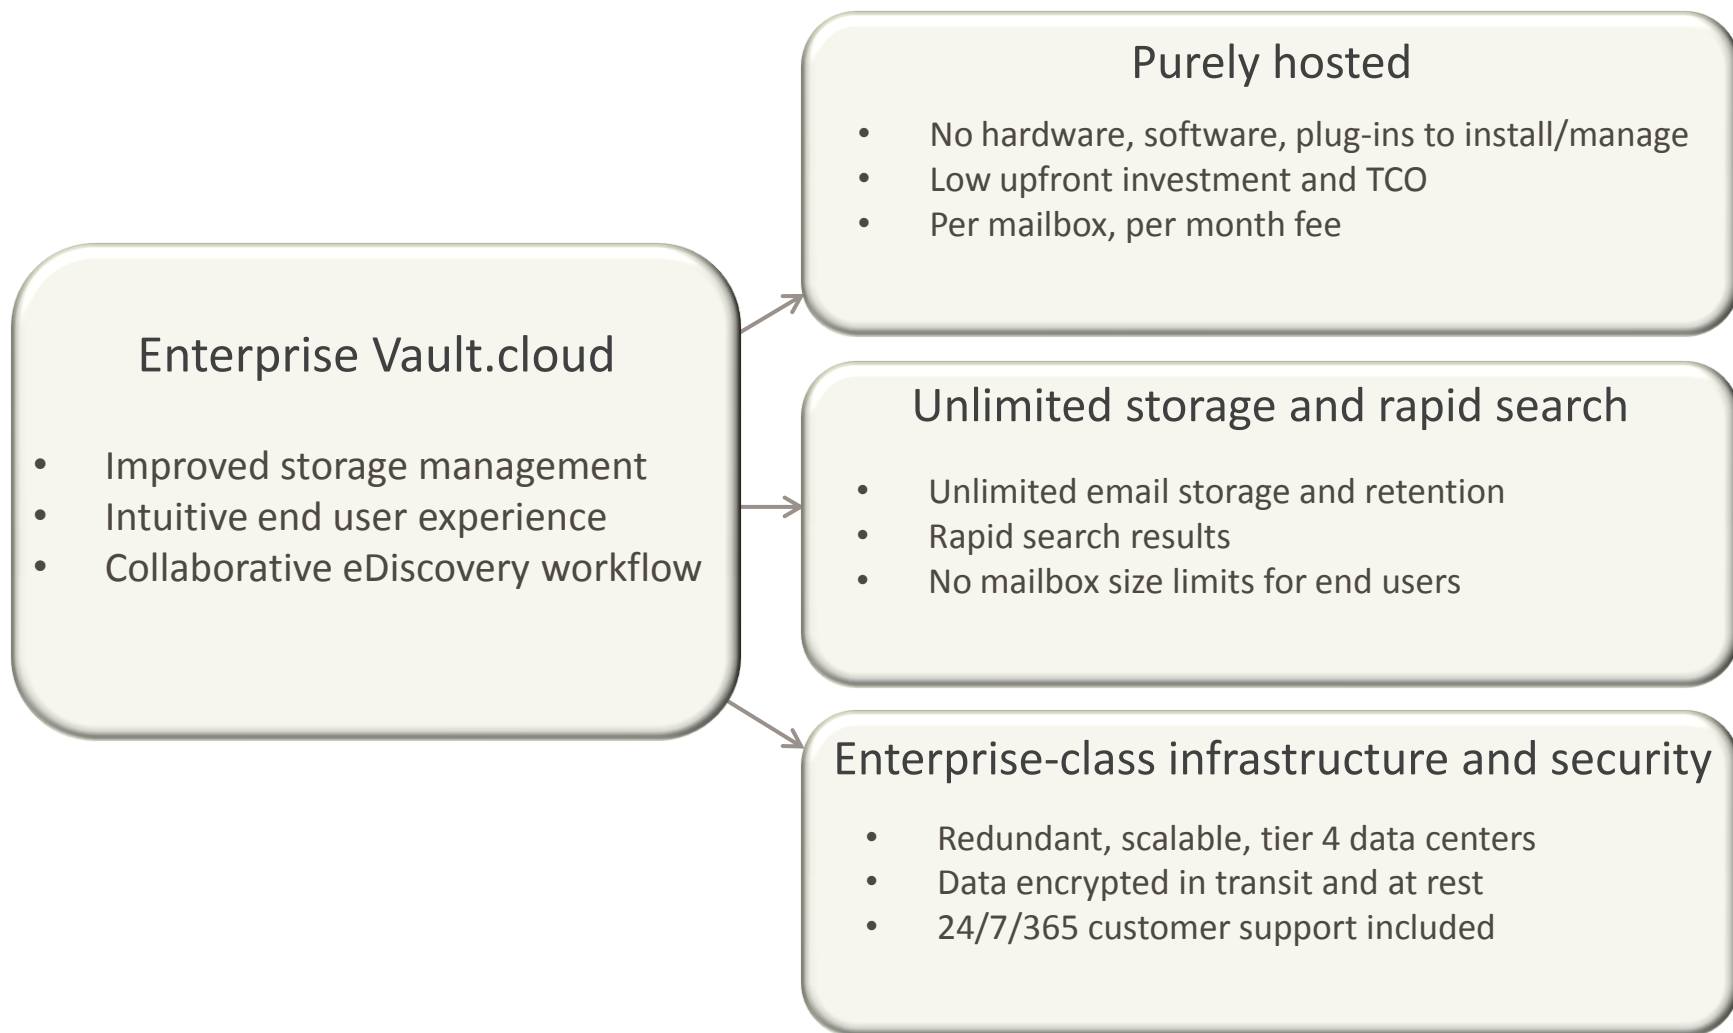 Enterprise Vault.cloud
• Improved storage management
• Intuitive end user experience
• Collaborative eDiscovery workflow
Purely hosted
• No hardware, software, plug-ins to install/manage
• Low upfront investment and TCO
• Per mailbox, per month fee
Unlimited storage and rapid search
• Unlimited email storage and retention
• Rapid search results
• No mailbox size limits for end users
Enterprise-class infrastructure and security
• Redundant, scalable, tier 4 data centers
• Data encrypted in transit and at rest
• 24/7/365 customer support included